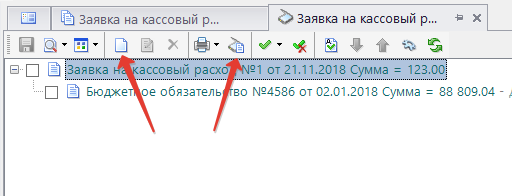 Заявка на кассовый р...
Заявка на кассовый р...
Заявка на кассовый расход №1 от 21.11.2018 Сумма = 123.00
Бюджетное обязательство №4586 от 02.01.2018 Сумма = 88 809.04 -